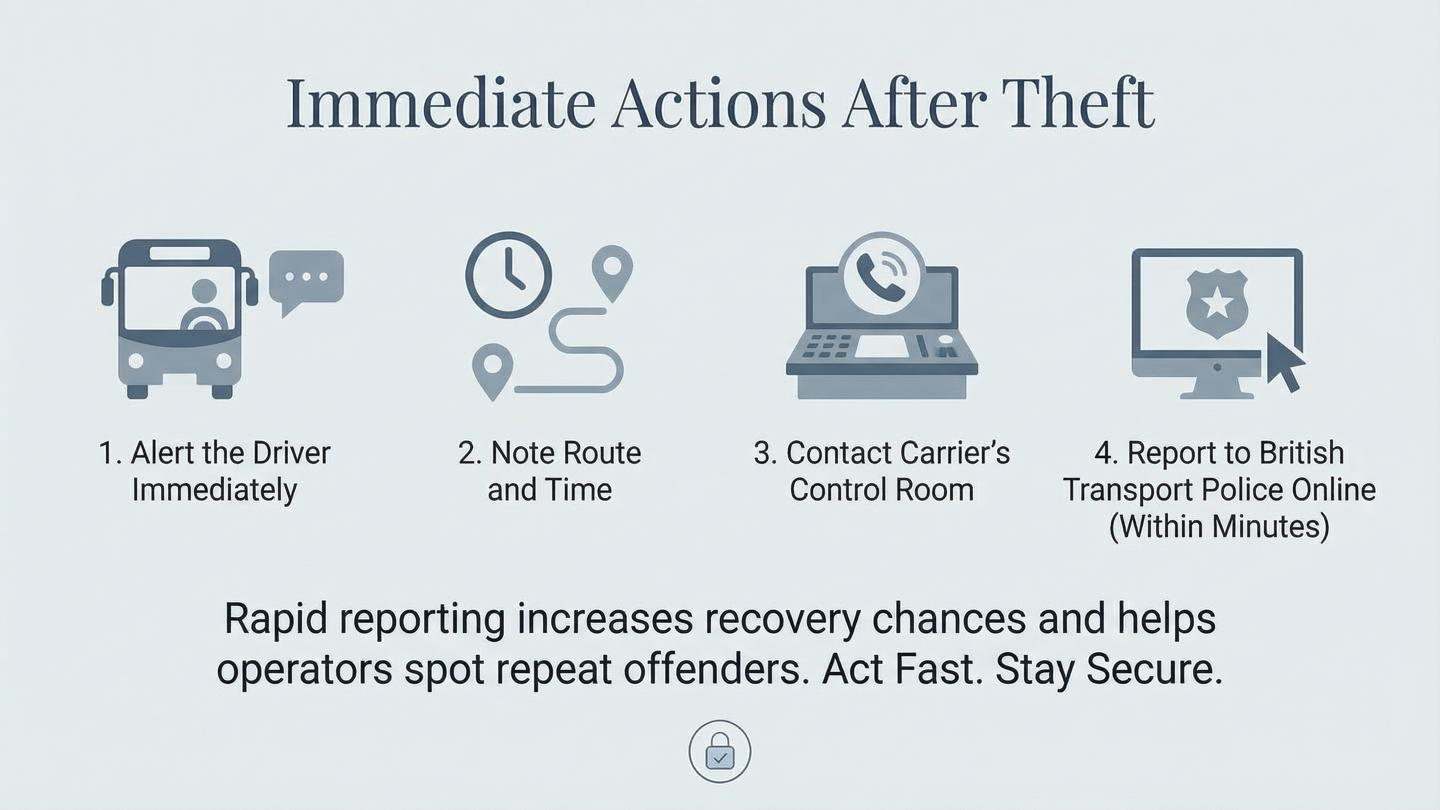 Immediate Actions After Theft
1. Alert the Driver
Immediately
2. Note Route
and Time
3. Contact Carrier’s
Control Room
4. Report to British
Transport Police Online
(Within Minutes)
Rapid reporting increases recovery chances and helps
operators spot repeat offenders. Act Fast. Stay Secure.